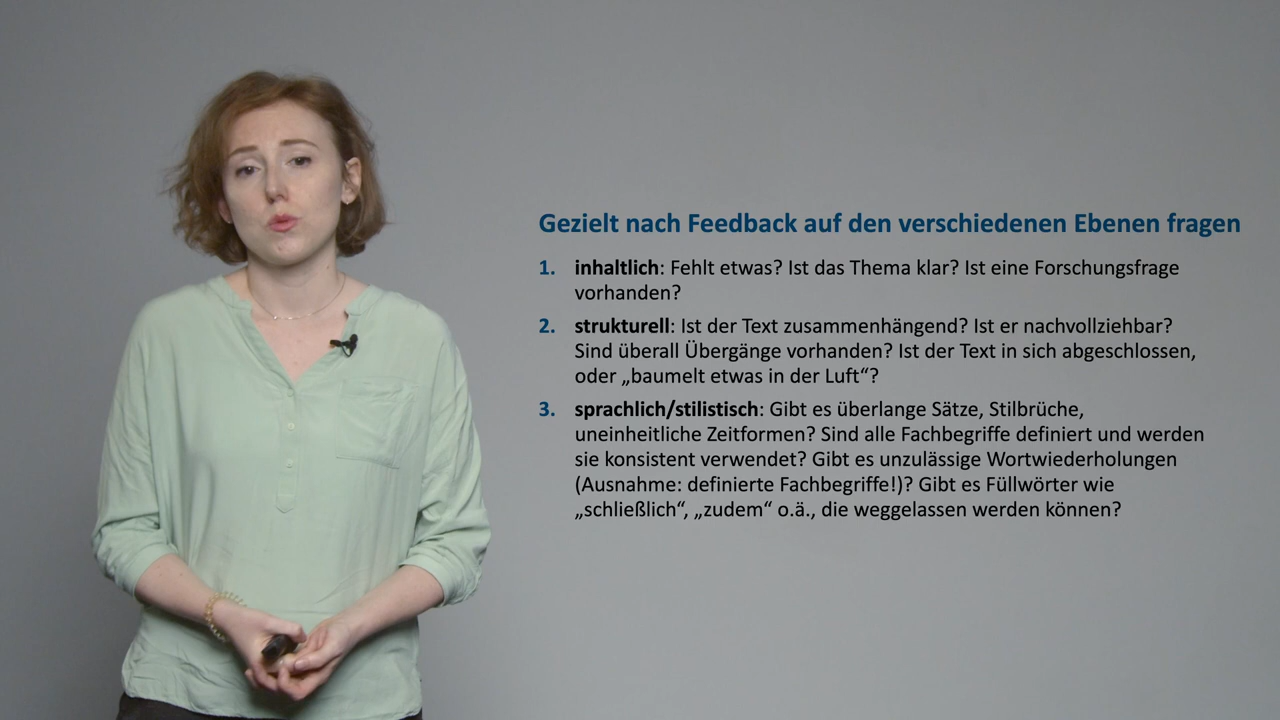 Gezielt nach Feedback auf den verschiedenen Ebenen fragen
1. inhaltlich: Fehlt etwas? Ist das Thema klar? Ist eine Forschungsfrage
vorhanden?
2. strukturell: Ist der Text zusammenhängend? Ist er nachvollziehbar?
Sind überall Übergänge vorhanden? Ist der Text in sich abgeschlossen,
oder „baumelt etwas in der Luft“?
3. sprachlich/stilistisch: Gibt es überlange Sätze, Stilbrüche,
uneinheitliche Zeitformen? Sind alle Fachbegriffe definiert und werden
sie konsistent verwendet? Gibt es unzulässige Wortwiederholungen
(Ausnahme: definierte Fachbegriffe!)? Gibt es Füllwörter wie
„schließlich“, „zudem“ o.ä., die weggelassen werden können?